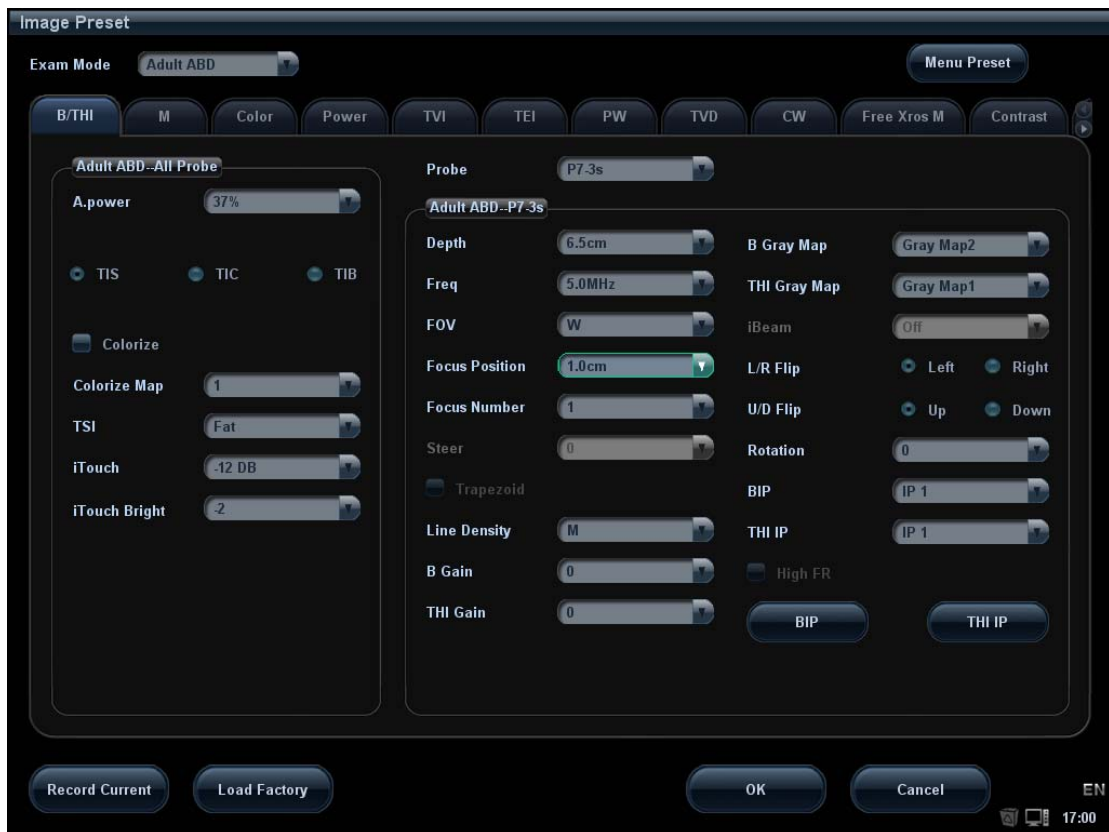 Image Preset
Exam Mode Adult ABD Menu Preset
B/THI M Color Power TVI TEI PW TVD CW Free Xros M Contrast
Adult ABD--All Probe
A.power 37%
TIS TIC TIB
Colorize
Colorize Map 1
TSI Fat
iTouch -12 DB
iTouch Bright -2
Probe P7-3s
Adult ABD--P7-3s
Depth 6.5cm
Freq 5.0MHz
FOV W
Focus Position 1.0cm
Focus Number 1
Steer 0
Trapezoid
Line Density M
B Gain 0
THI Gain 0
B Gray Map Gray Map2
THI Gray Map Gray Map1
iBeam Off
L/R Flip Left Right
U/D Flip Up Down
Rotation 0
BIP IP 1
THI IP IP 1
High FR
BIP THI IP
Record Current Load Factory OK Cancel EN
17:00